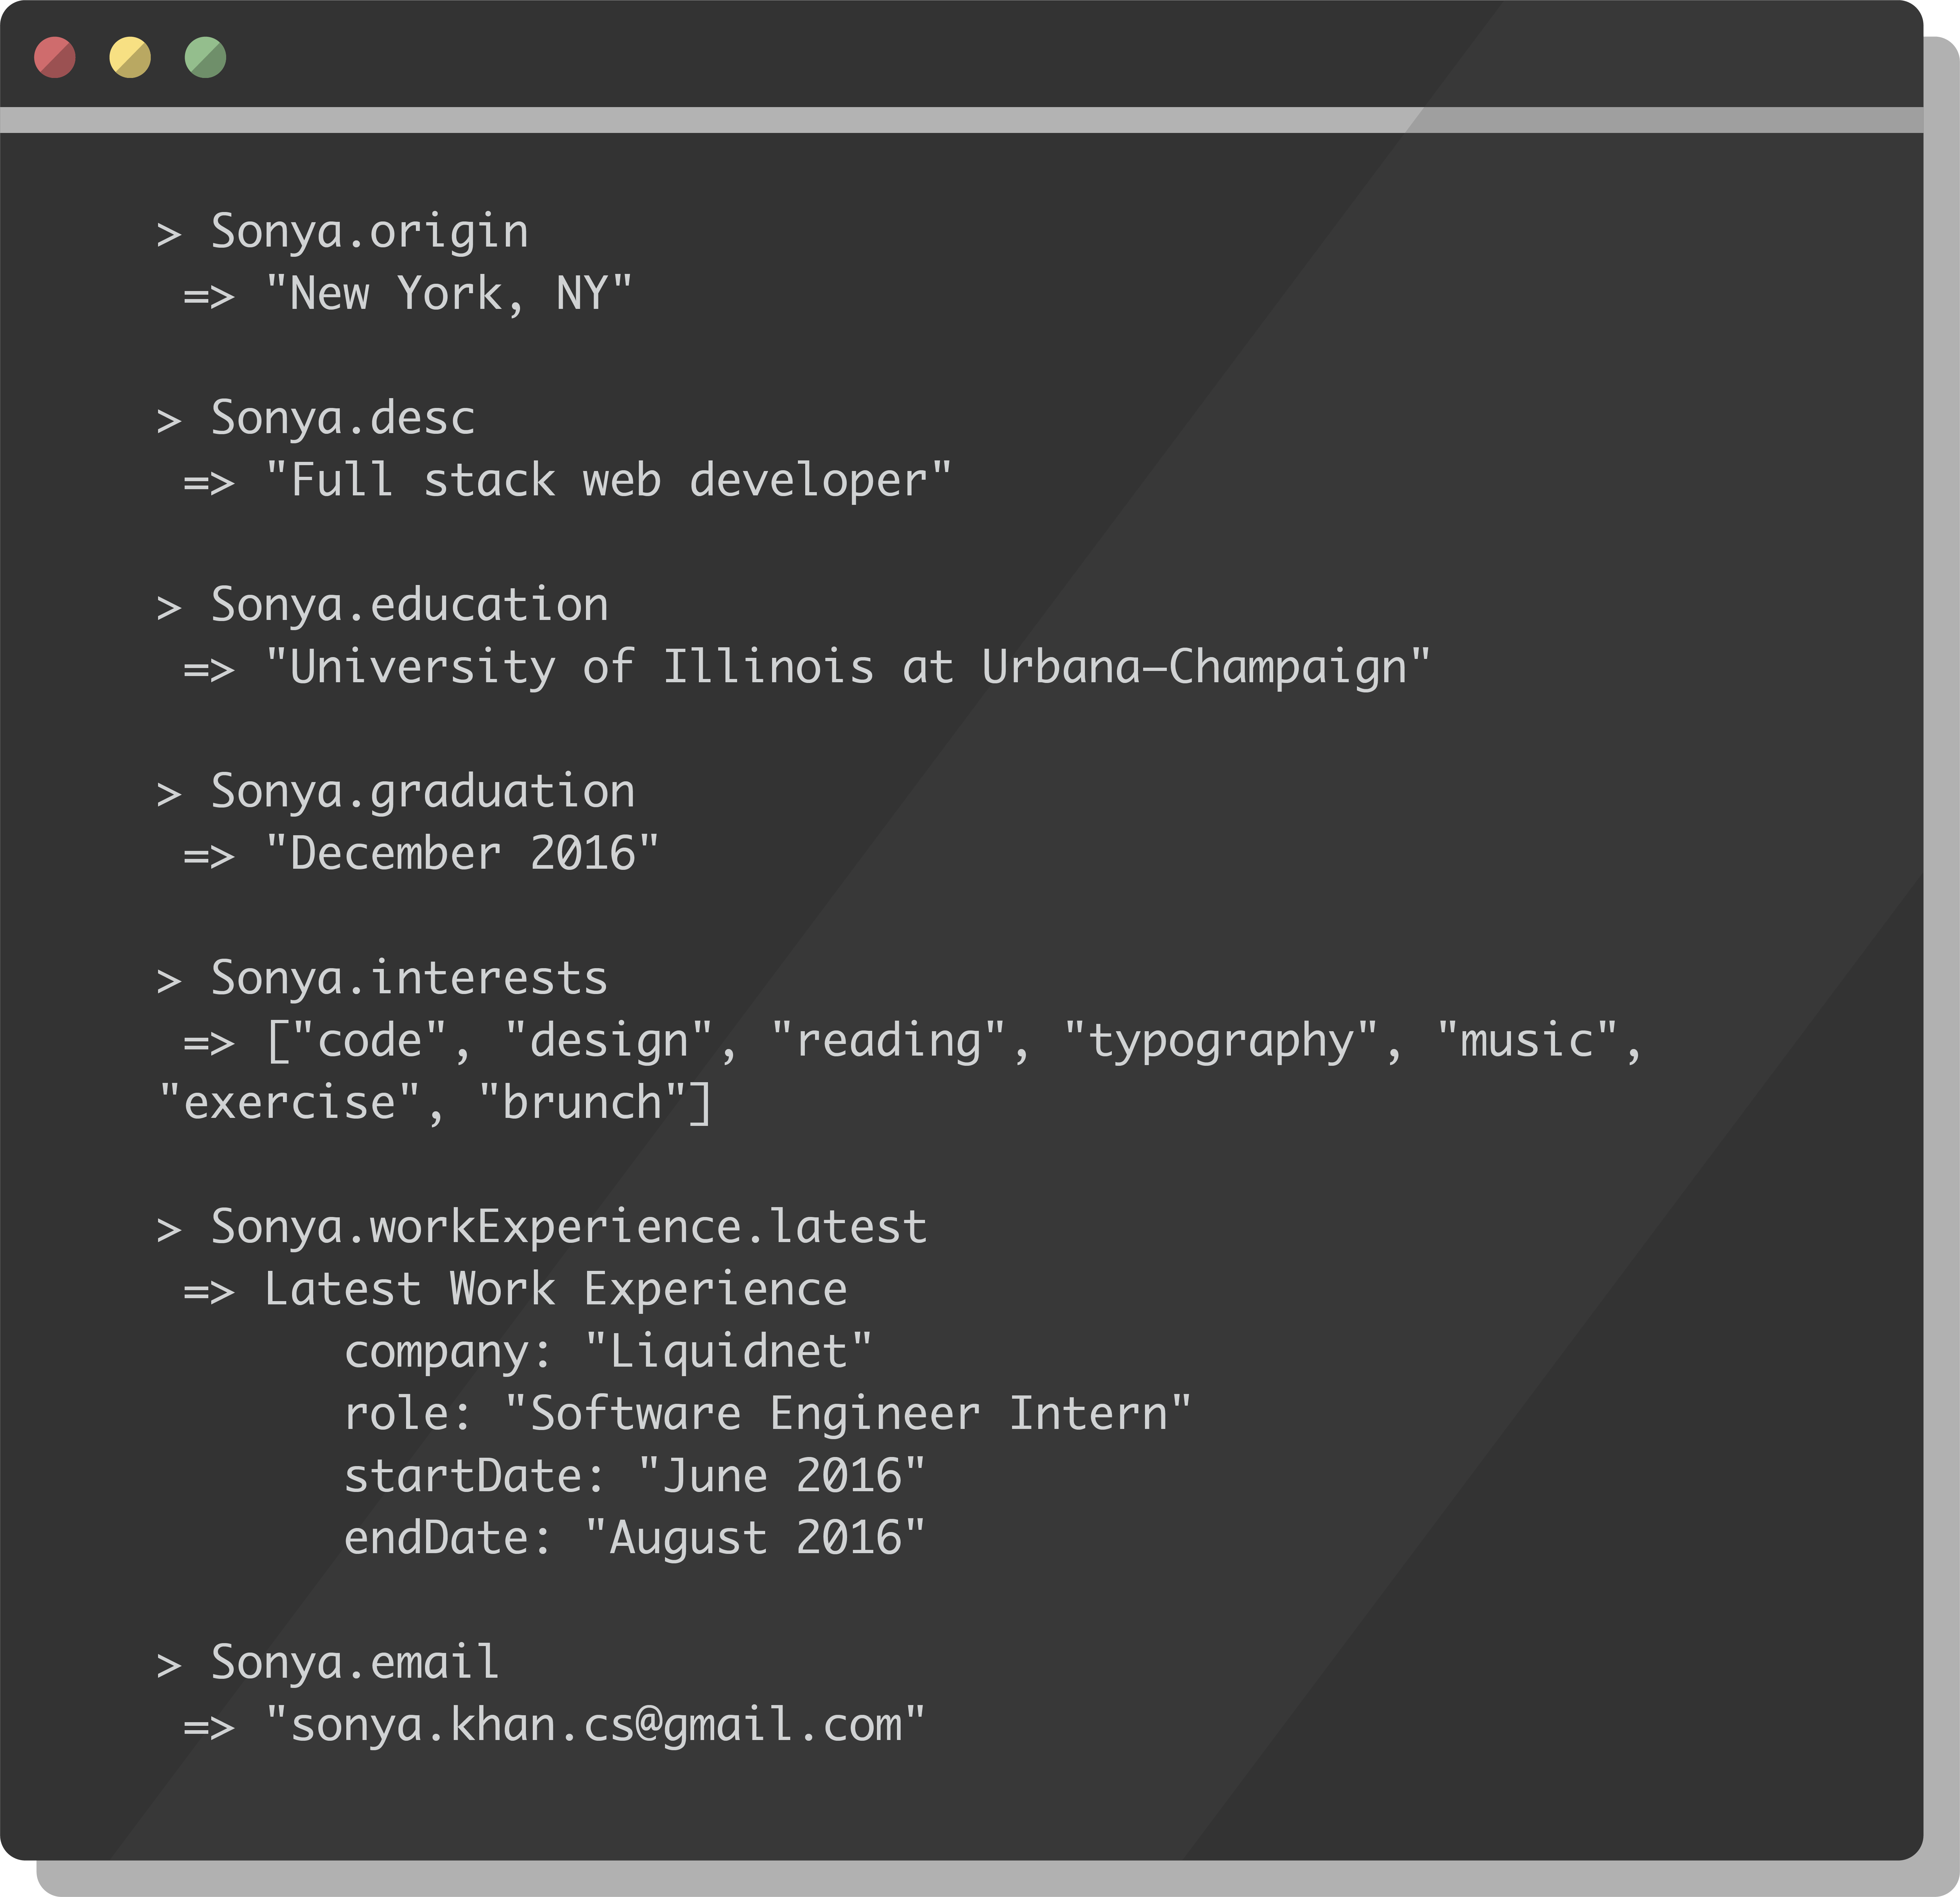 > Sonya.origin
=> "New York, NY"
> Sonya.desc
=> "Full stack web developer"
> Sonya.education
=> "University of Illinois at Urbana–Champaign"
> Sonya.graduation
=> "December 2016"
> Sonya.interests
=> ["code", "design", "reading", "typography", "music",
"exercise", "brunch"]
> Sonya.workExperience.latest
=> Latest Work Experience
company: "Liquidnet"
role: "Software Engineer Intern"
startDate: "June 2016"
endDate: "August 2016"
> Sonya.email
=> "sonya.khan.cs@gmail.com"